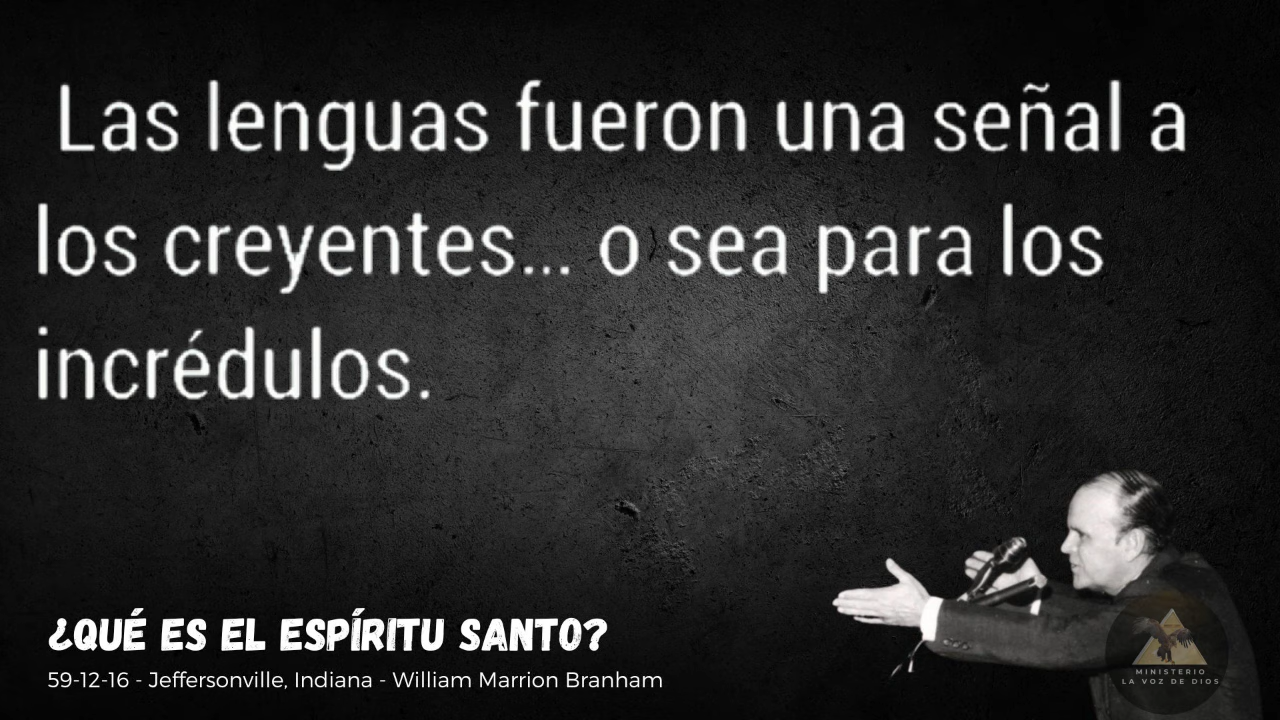 Las lenguas fueron una señal a
los creyentes... o sea para los
incrédulos.
¿QUÉ ES EL ESPÍRITU SANTO?
59-12-16 - Jeffersonville, Indiana - William Marrion Branham
MINISTERIO
LA VOZ DE DIOS